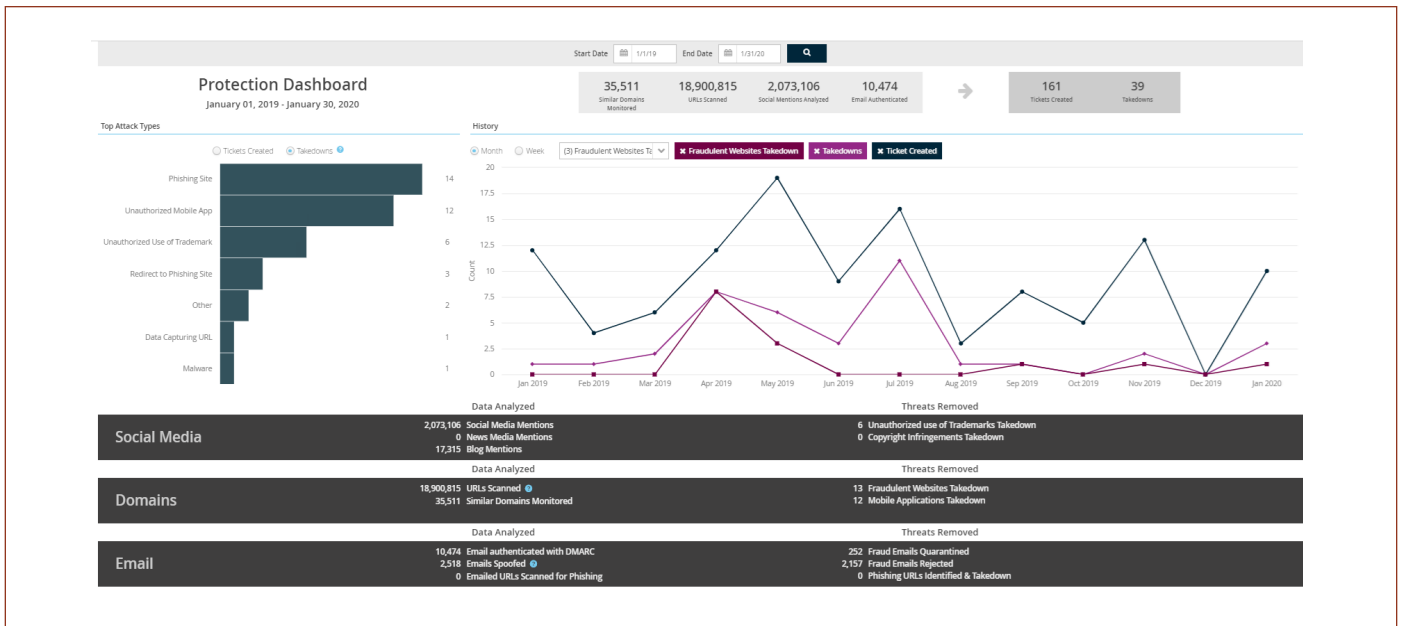 Start Date 1/1/19 End Date 1/31/20
Protection Dashboard
January 01, 2019 - January 30, 2020
35,511 18,900,815 2,073,106 10,474 161 39
Similar Domains Monitored URLs Scanned Social Mentions Analyzed Email Authenticated Tickets Created Takedowns
Top Attack Types
Tickets Created Takedowns ?
Phishing Site 14
Unauthorized Mobile App 12
Unauthorized Use of Trademark 6
Redirect to Phishing Site 3
Other 2
Data Capturing URL 1
Malware 1
History
Month Week (3) Fraudulent Websites Ta × Fraudulent Websites Takedown × Takedowns × Ticket Created
20
17.5
15
12.5
10
7.5
5
2.5
0
Count
Jan 2019 Feb 2019 Mar 2019 Apr 2019 May 2019 Jun 2019 Jul 2019 Aug 2019 Sep 2019 Oct 2019 Nov 2019 Dec 2019 Jan 2020
Data Analyzed Threats Removed
Social Media
2,073,106 Social Media Mentions
0 News Media Mentions
17,315 Blog Mentions
6 Unauthorized use of Trademarks Takedown
0 Copyright Infringements Takedown
Data Analyzed Threats Removed
Domains
18,900,815 URLs Scanned ?
35,511 Similar Domains Monitored
13 Fraudulent Websites Takedown
12 Mobile Applications Takedown
Data Analyzed Threats Removed
Email
10,474 Email authenticated with DMARC
2,518 Emails Spoofed ?
0 Emailed URLs Scanned for Phishing
252 Fraud Emails Quarantined
2,157 Fraud Emails Rejected
0 Phishing URLs Identified & Takedown